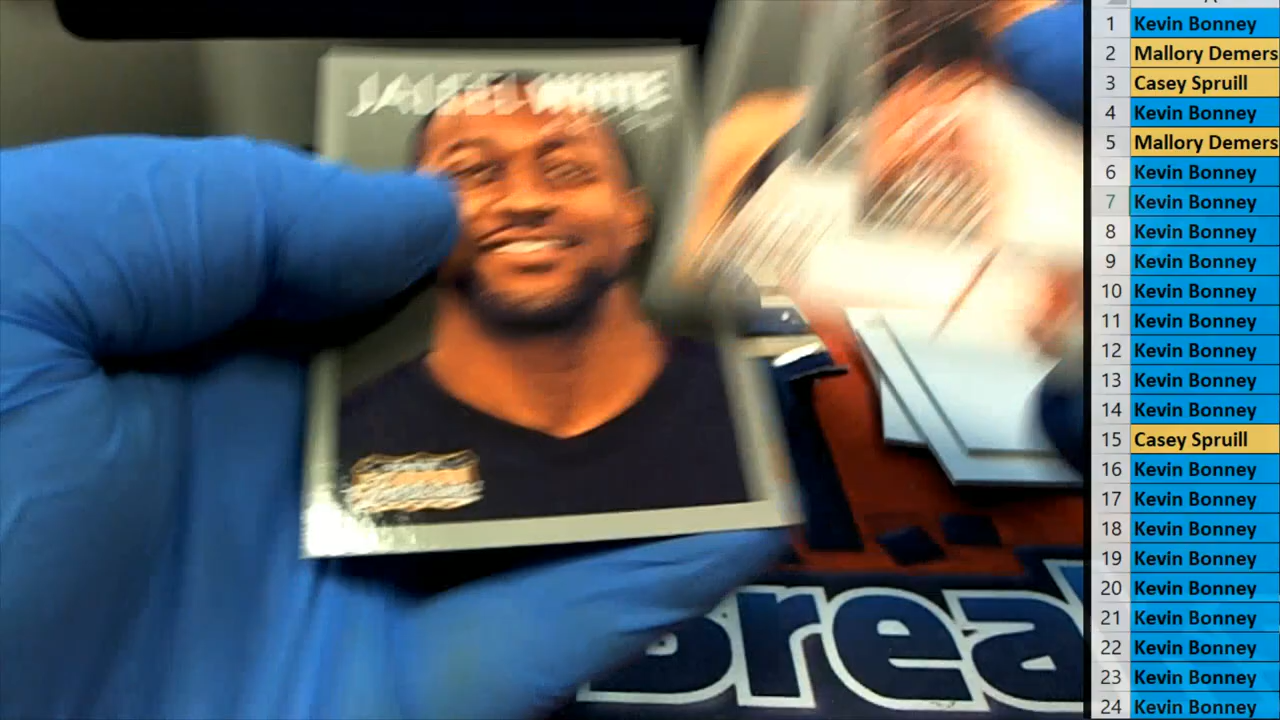 JALEEL WHITE
Brea
1 Kevin Bonney
2 Mallory Demers
3 Casey Spruill
4 Kevin Bonney
5 Mallory Demers
6 Kevin Bonney
7 Kevin Bonney
8 Kevin Bonney
9 Kevin Bonney
10 Kevin Bonney
11 Kevin Bonney
12 Kevin Bonney
13 Kevin Bonney
14 Kevin Bonney
15 Casey Spruill
16 Kevin Bonney
17 Kevin Bonney
18 Kevin Bonney
19 Kevin Bonney
20 Kevin Bonney
21 Kevin Bonney
22 Kevin Bonney
23 Kevin Bonney
24 Kevin Bonney